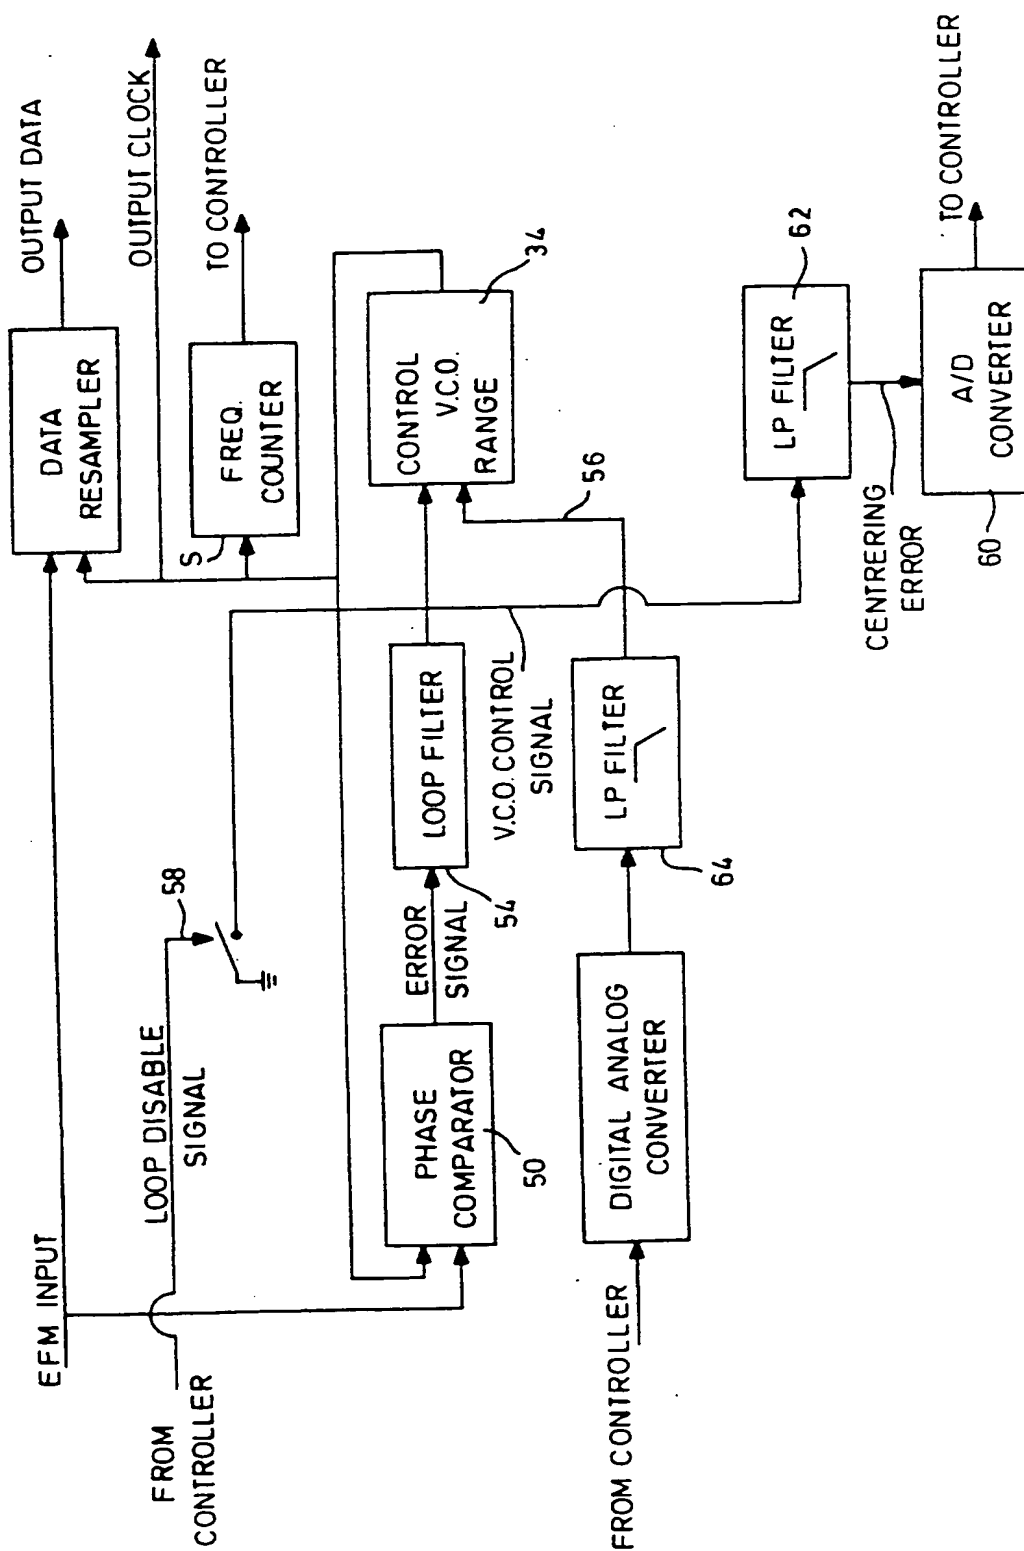 EFM INPUT
FROM
CONTROLLER
LOOP DISABLE
SIGNAL
58
DATA
RESAMPLER
OUTPUT DATA
OUTPUT CLOCK
S
FREQ.
COUNTER
TO CONTROLLER
PHASE
COMPARATOR
50
ERROR
SIGNAL
LOOP FILTER
54
CONTROL
V.C.O.
RANGE
34
V.C.O. CONTROL
SIGNAL
56
FROM CONTROLLER
DIGITAL ANALOG
CONVERTER
LP FILTER
64
LP FILTER
62
CENTRERING
ERROR
A/D
CONVERTER
60
TO CONTROLLER